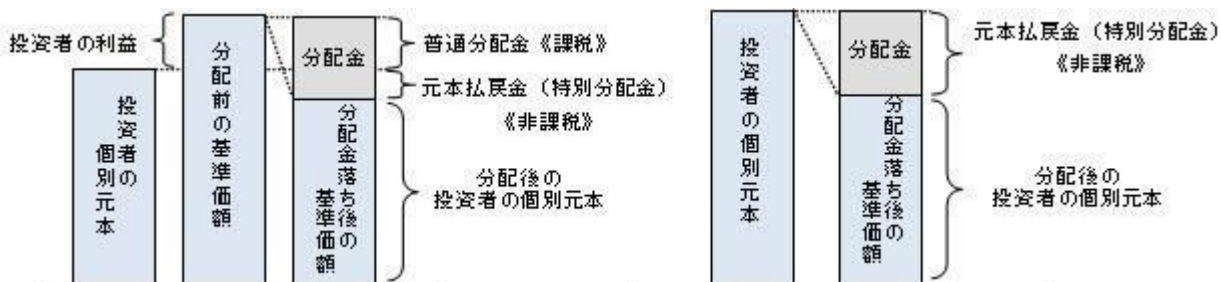 投資者の利益
投資者の
個別元本
分配前の基準価額
分配金
分配金落ち後の
基準価額
普通分配金《課税》
元本払戻金（特別分配金）
《非課税》
分配後の
投資者の個別元本
投資者の個別元本
分配金
分配金落ち後の
基準価額
元本払戻金（特別分配金）
《非課税》
分配後の
投資者の個別元本